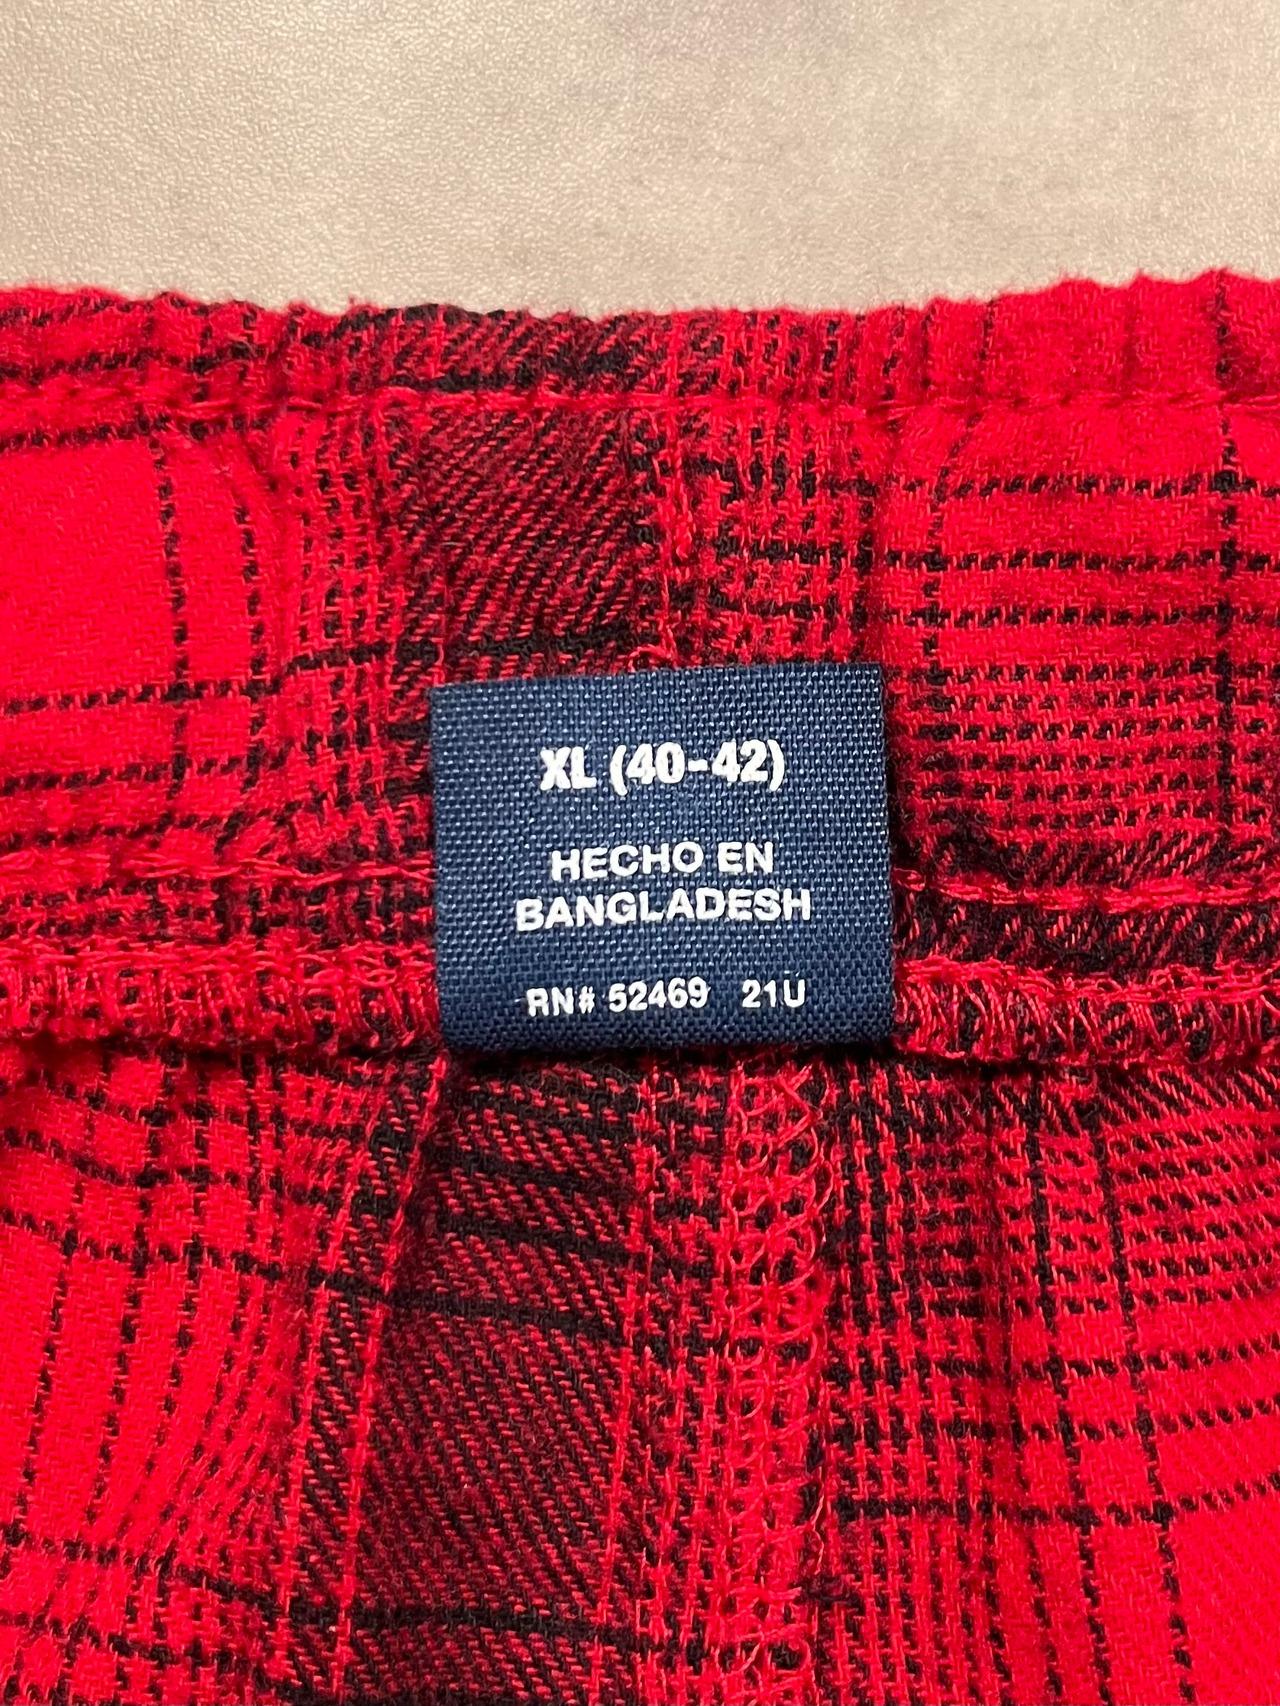 XL (40-42)
HECHO EN
BANGLADESH
RN# 52469 21U